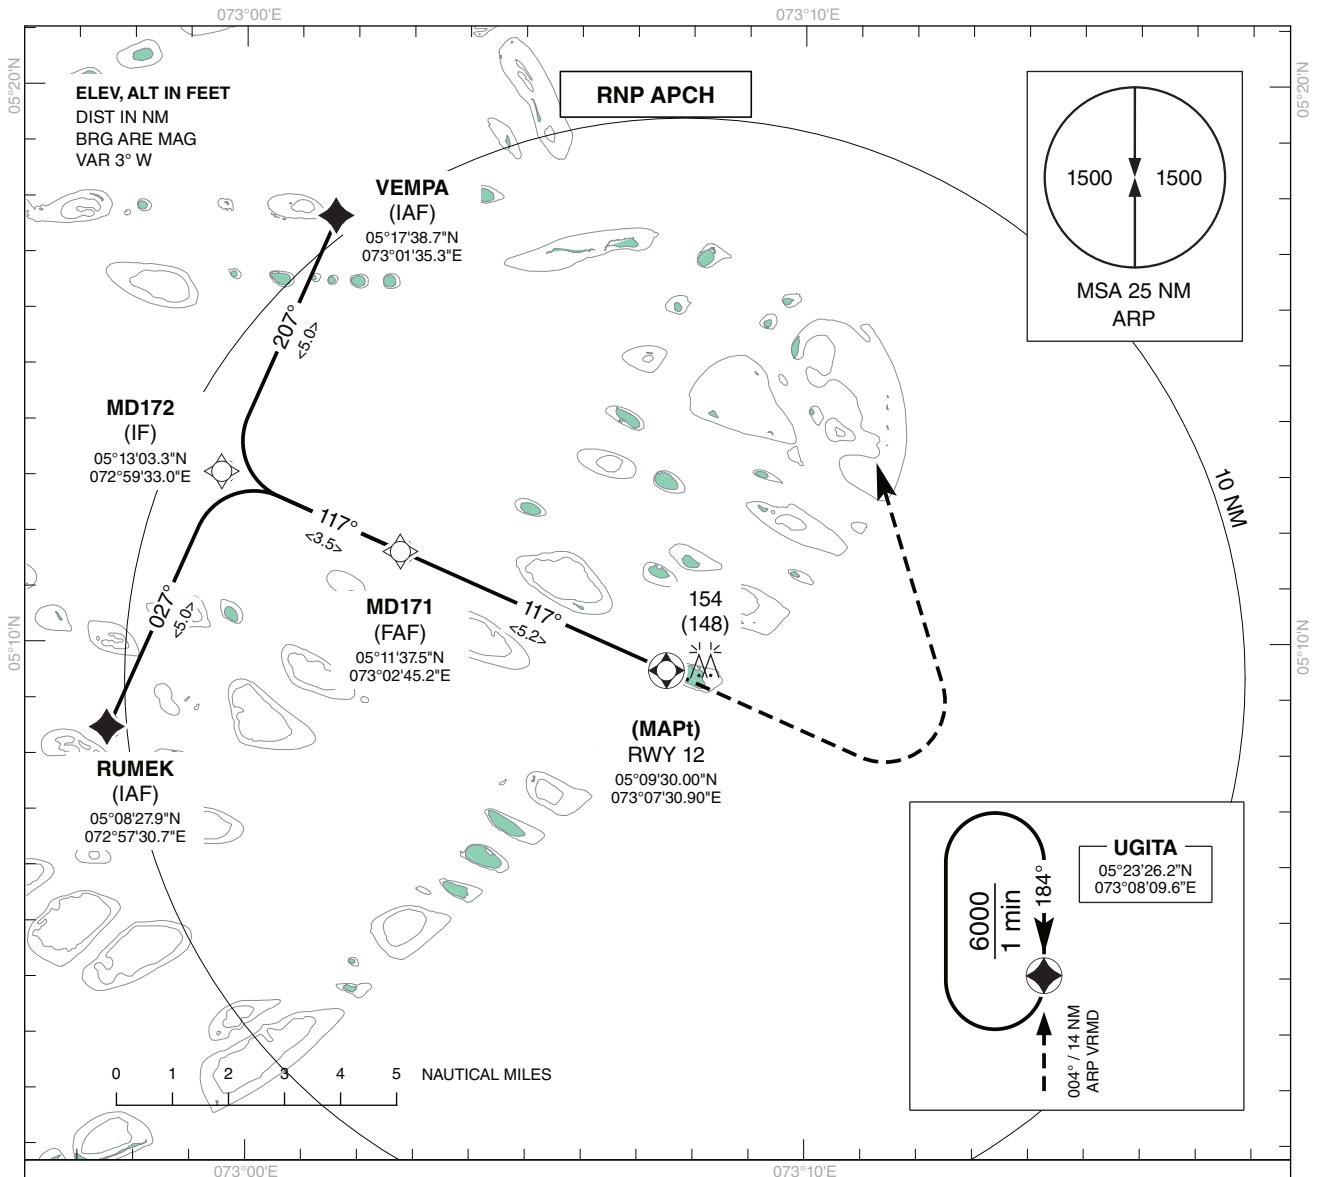 073°00'E
073°10'E
05°20'N
05°20'N
ELEV, ALT IN FEET
DIST IN NM
BRG ARE MAG
VAR 3° W
RNP APCH
1500
1500
MSA 25 NM
ARP
VEMPA
(IAF)
05°17'38.7"N
073°01'35.3"E
207°
<5.0>
MD172
(IF)
05°13'03.3"N
072°59'33.0"E
10 NM
117°
<3.5>
MD171
(FAF)
05°11'37.5"N
073°02'45.2"E
027°
<5.0>
117°
<5.2>
154
(148)
05°10'N
05°10'N
(MAPt)
RWY 12
05°09'30.00"N
073°07'30.90"E
RUMEK
(IAF)
05°08'27.9"N
072°57'30.7"E
UGITA
05°23'26.2”N
073°08'09.6”E
184°
6000
1 min
004° / 14 NM
ARP VRMD
0 1 2 3 4 5 NAUTICAL MILES
073°00'E
073°10'E